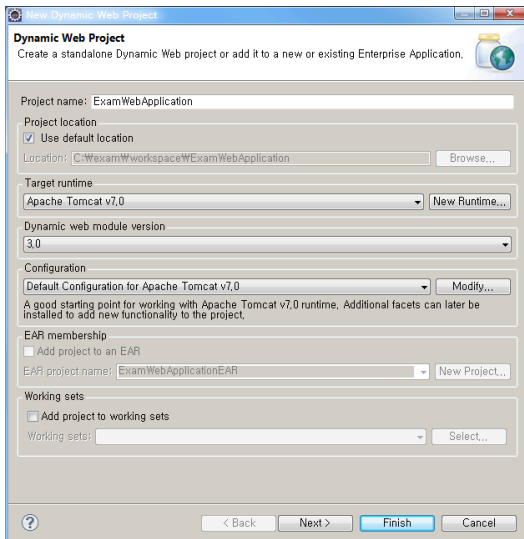 New Dynamic Web Project
Dynamic Web Project
Create a standalone Dynamic Web project or add it to a new or existing Enterprise Application.
Project name: ExamWebApplication
Project location
Use default location
Location: C:₩exam₩workspace₩ExamWebApplication Browse...
Target runtime
Apache Tomcat v7.0 New Runtime...
Dynamic web module version
3.0
Configuration
Default Configuration for Apache Tomcat v7.0 Modify...
A good starting point for working with Apache Tomcat v7.0 runtime. Additional facets can later be
installed to add new functionality to the project.
EAR membership
Add project to an EAR
EAR project name: ExamWebApplicationEAR New Project...
Working sets
Add project to working sets
Working sets: Select...
? < Back Next > Finish Cancel